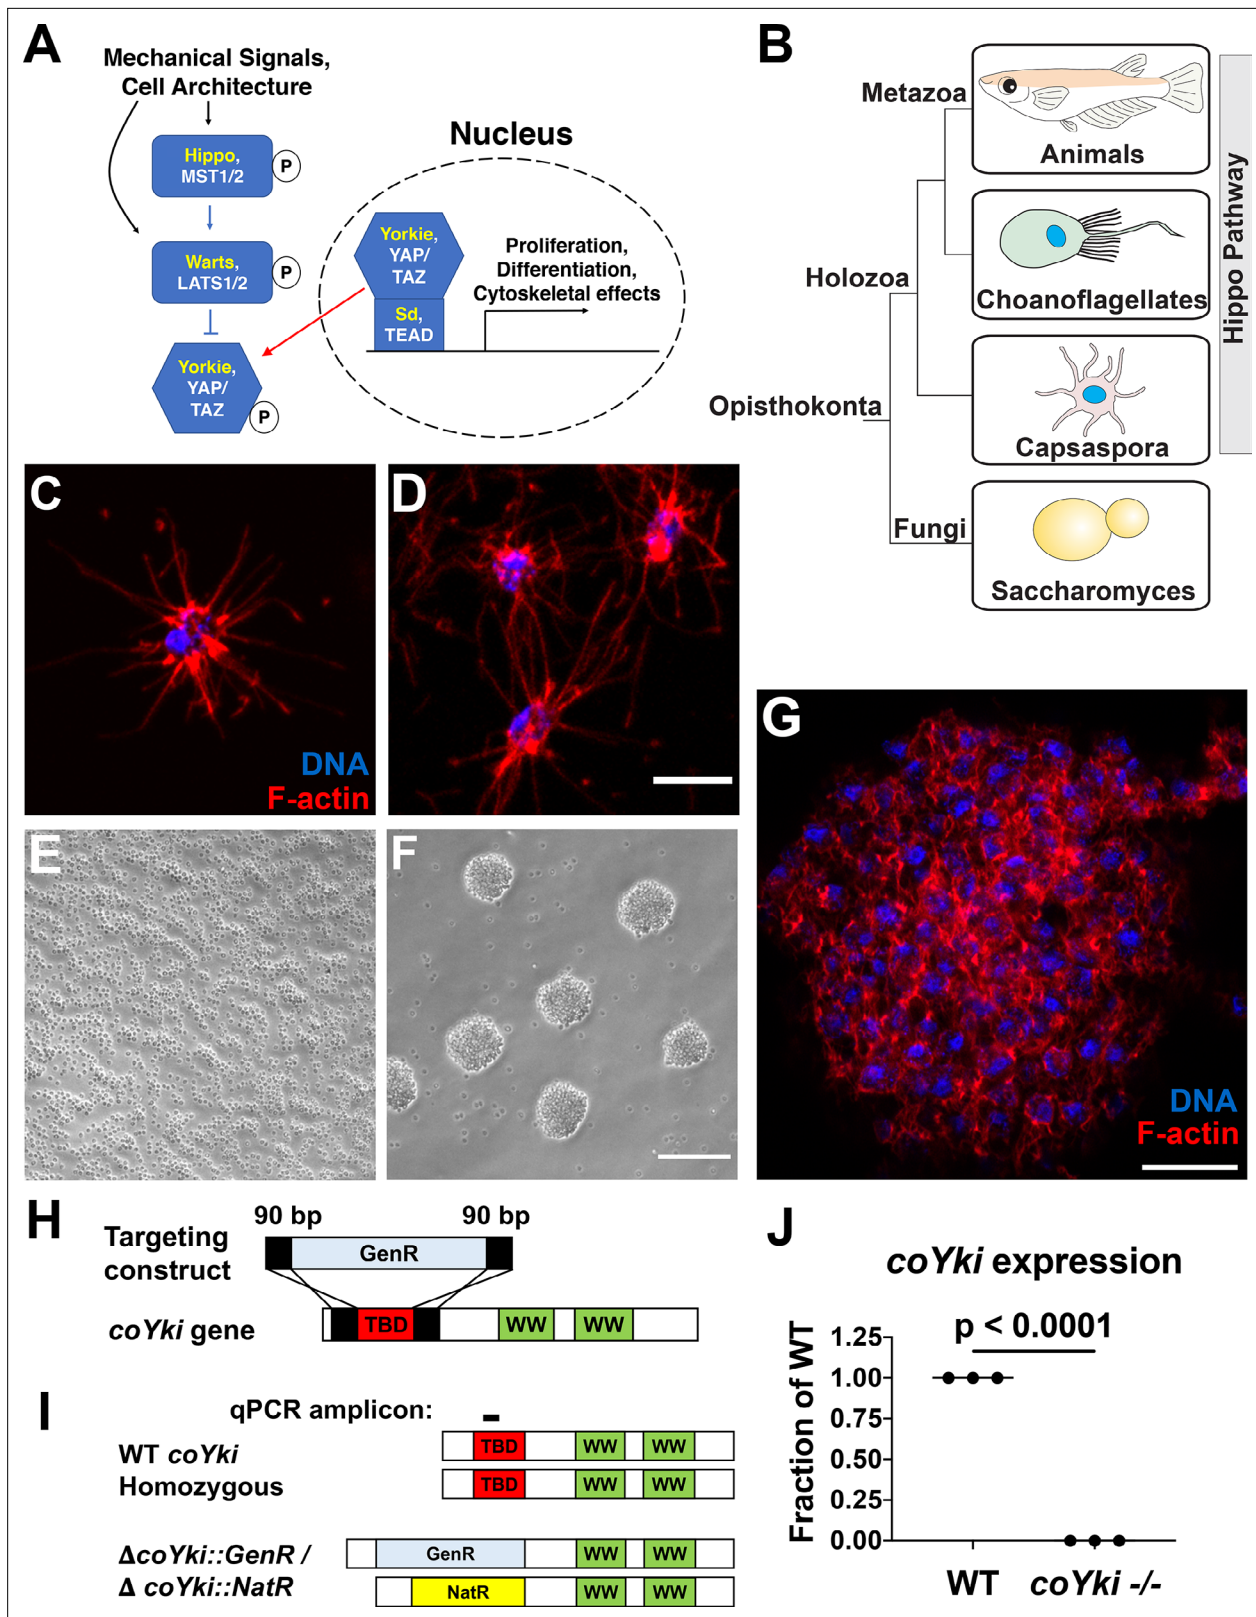 A
Mechanical Signals,
Cell Architecture
Hippo,
MST1/2
P
Warts,
LATS1/2
P
Yorkie,
YAP/
TAZ
P
Nucleus
Yorkie,
YAP/
TAZ
Sd,
TEAD
Proliferation,
Differentiation,
Cytoskeletal effects
B
Metazoa
Animals
Holozoa
Choanoflagellates
Opisthokonta
Capsaspora
Fungi
Saccharomyces
Hippo Pathway
C
DNA
F-actin
D
E
F
G
DNA
F-actin
H
90 bp
90 bp
Targeting
construct
GenR
coYki gene
TBD
WW
WW
I
qPCR amplicon:
WT coYki
Homozygous
TBD
WW
WW
TBD
WW
WW
ΔcoYki::GenR /
Δ coYki::NatR
GenR
WW
WW
NatR
WW
WW
J
coYki expression
p < 0.0001
Fraction of WT
1.25
1.00
0.75
0.50
0.25
0.00
WT
coYki -/-